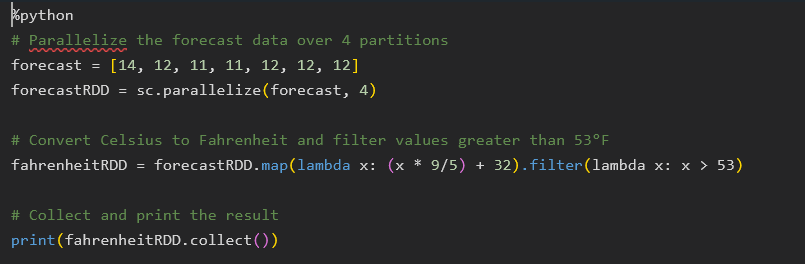 %python
# Parallelize the forecast data over 4 partitions
forecast = [14, 12, 11, 11, 12, 12, 12]
forecastRDD = sc.parallelize(forecast, 4)
# Convert Celsius to Fahrenheit and filter values greater than 53°F
fahrenheitRDD = forecastRDD.map(lambda x: (x * 9/5) + 32).filter(lambda x: x > 53)
# Collect and print the result
print(fahrenheitRDD.collect())